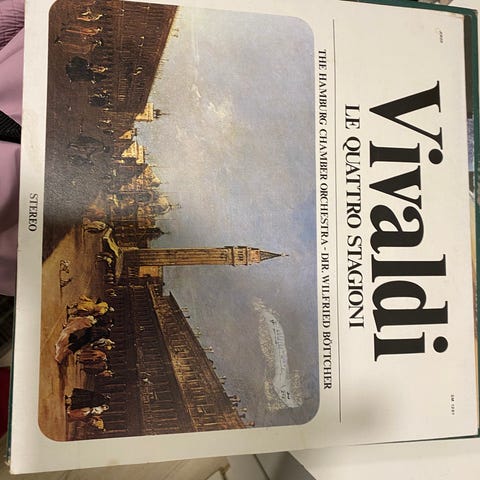 Vivaldi
LE QUATTRO STAGIONI
THE HAMBURG CHAMBER ORCHESTRA - DIR. WILFRIED BÖTTCHER
STEREO